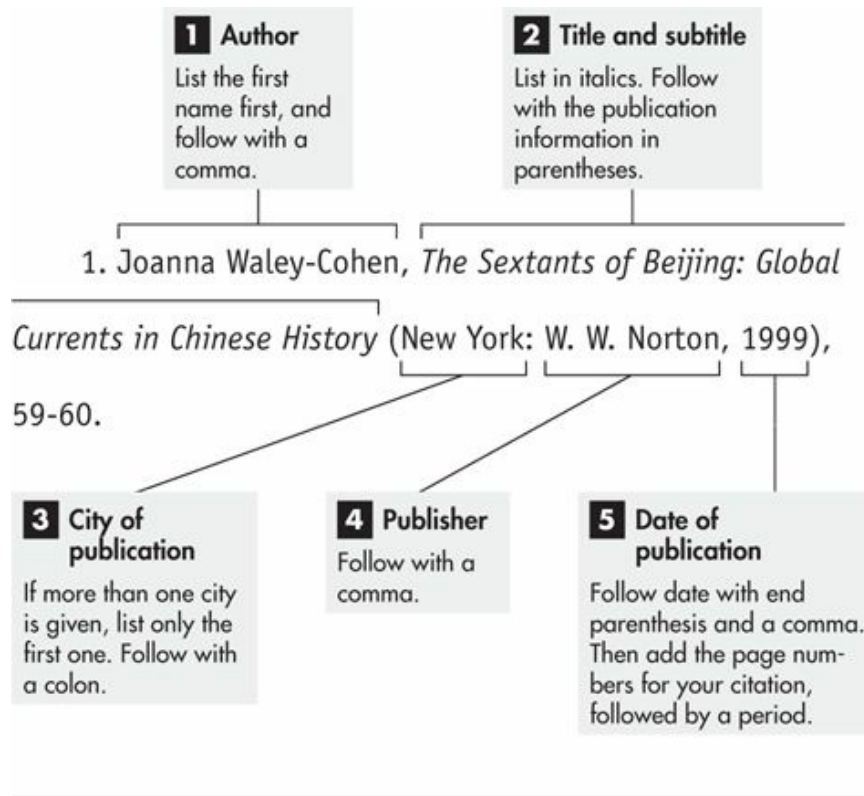 1 Author
List the first
name first, and
follow with a
comma.
2 Title and subtitle
List in italics. Follow
with the publication
information in
parentheses.
1. Joanna Waley-Cohen, The Sextants of Beijing: Global
Currents in Chinese History (New York: W. W. Norton, 1999),
59-60.
3 City of
publication
If more than one city
is given, list only the
first one. Follow with
a colon.
4 Publisher
Follow with a
comma.
5 Date of
publication
Follow date with end
parenthesis and a comma.
Then add the page num-
bers for your citation,
followed by a period.